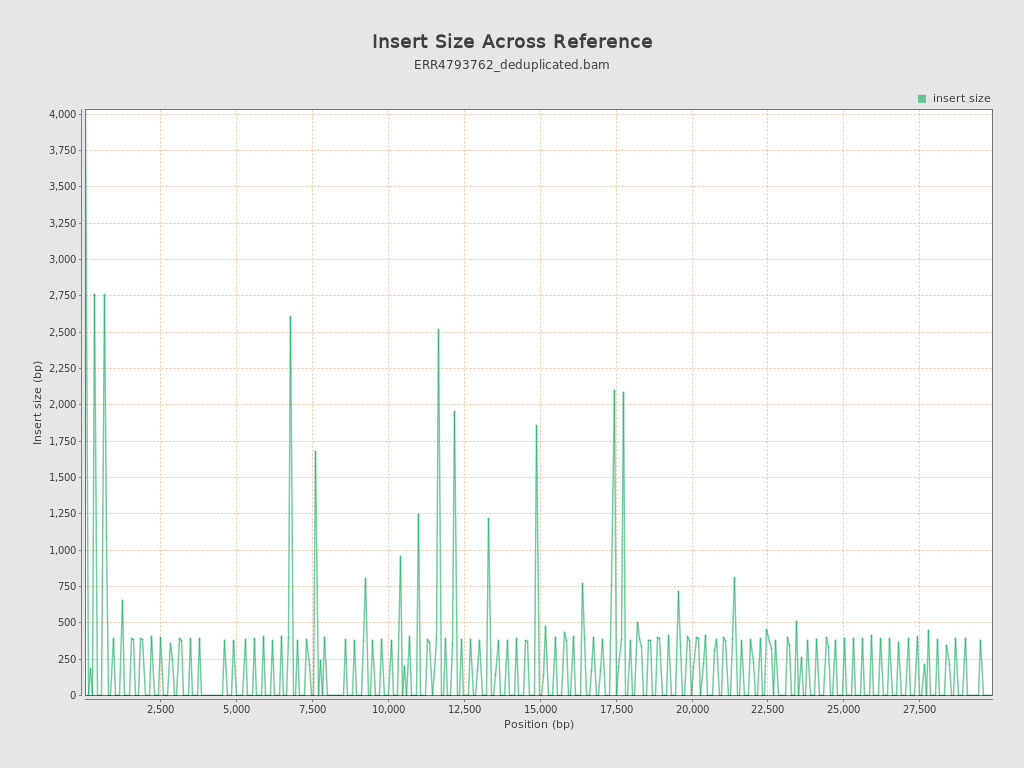 Insert Size Across Reference
ERR4793762_deduplicated.bam
insert size
4,000
3,750
3,500
3,250
3,000
2,750
2,500
2,250
2,000
1,750
1,500
1,250
1,000
750
500
250
0
Insert size (bp)
2,500 5,000 7,500 10,000 12,500 15,000 17,500 20,000 22,500 25,000 27,500
Position (bp)